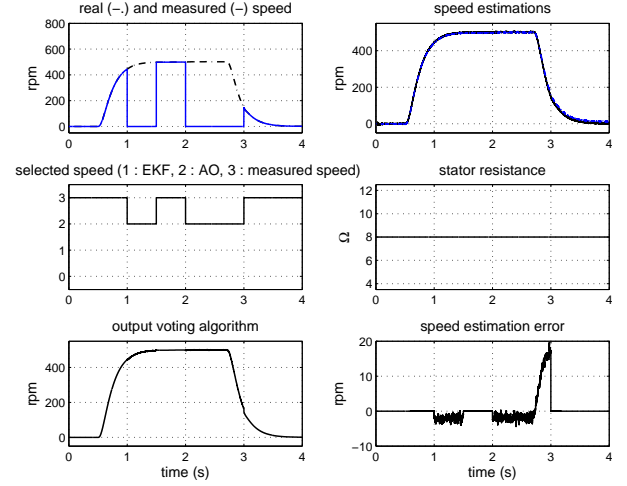 real (−.) and measured (−) speed
800
600
400
200
0
rpm
0 1 2 3 4
speed estimations
400
200
0
rpm
0 1 2 3 4
selected speed (1 : EKF, 2 : AO, 3 : measured speed)
3
2
1
0
0 1 2 3 4
stator resistance
12
10
8
6
4
Ω
0 1 2 3 4
output voting algorithm
400
200
0
rpm
0 1 2 3 4
time (s)
speed estimation error
20
10
0
−10
rpm
0 1 2 3 4
time (s)